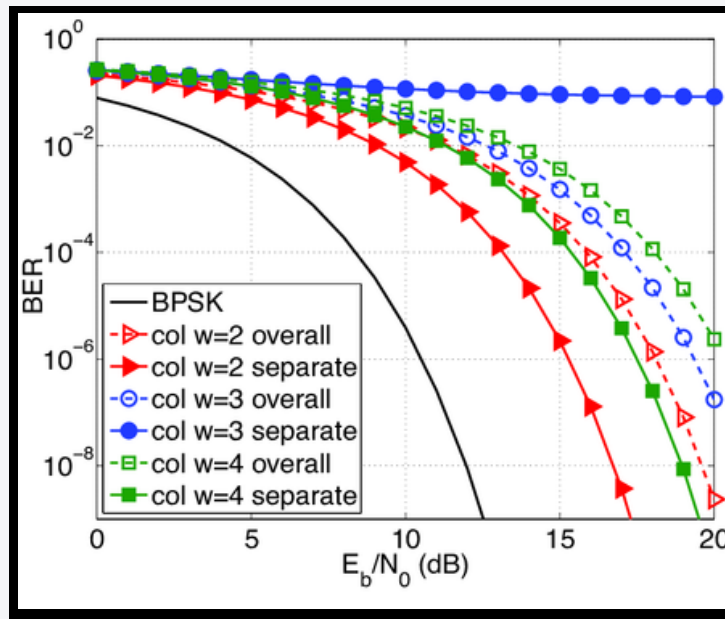 10^0
10^-2
10^-4
10^-6
10^-8
BER
BPSK
col w=2 overall
col w=2 separate
col w=3 overall
col w=3 separate
col w=4 overall
col w=4 separate
0 5 10 15 20
E_b/N_0 (dB)